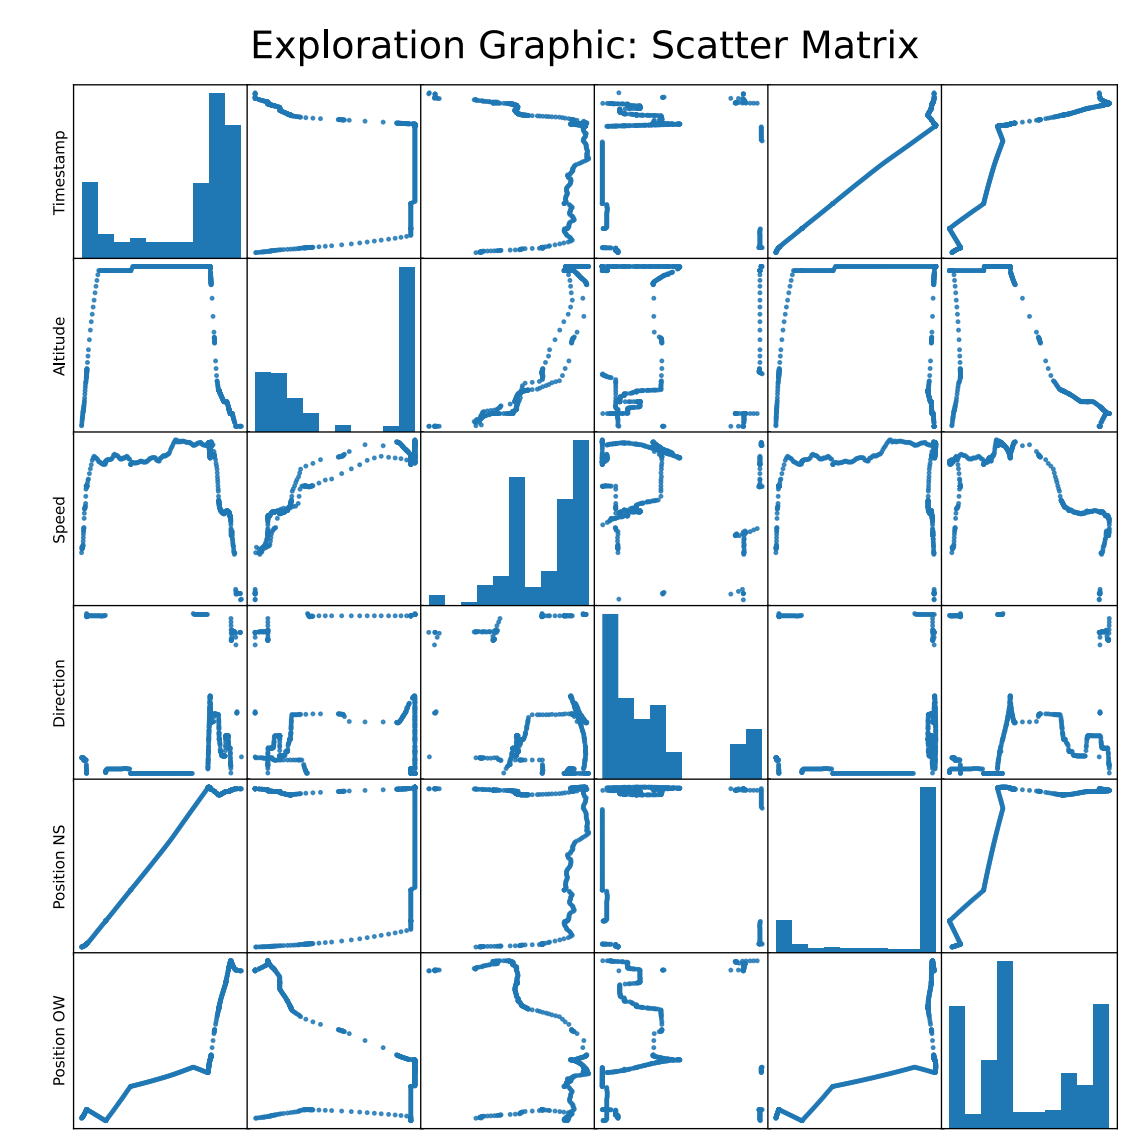 Exploration Graphic: Scatter Matrix
Timestamp
Altitude
Speed
Direction
Position NS
Position OW